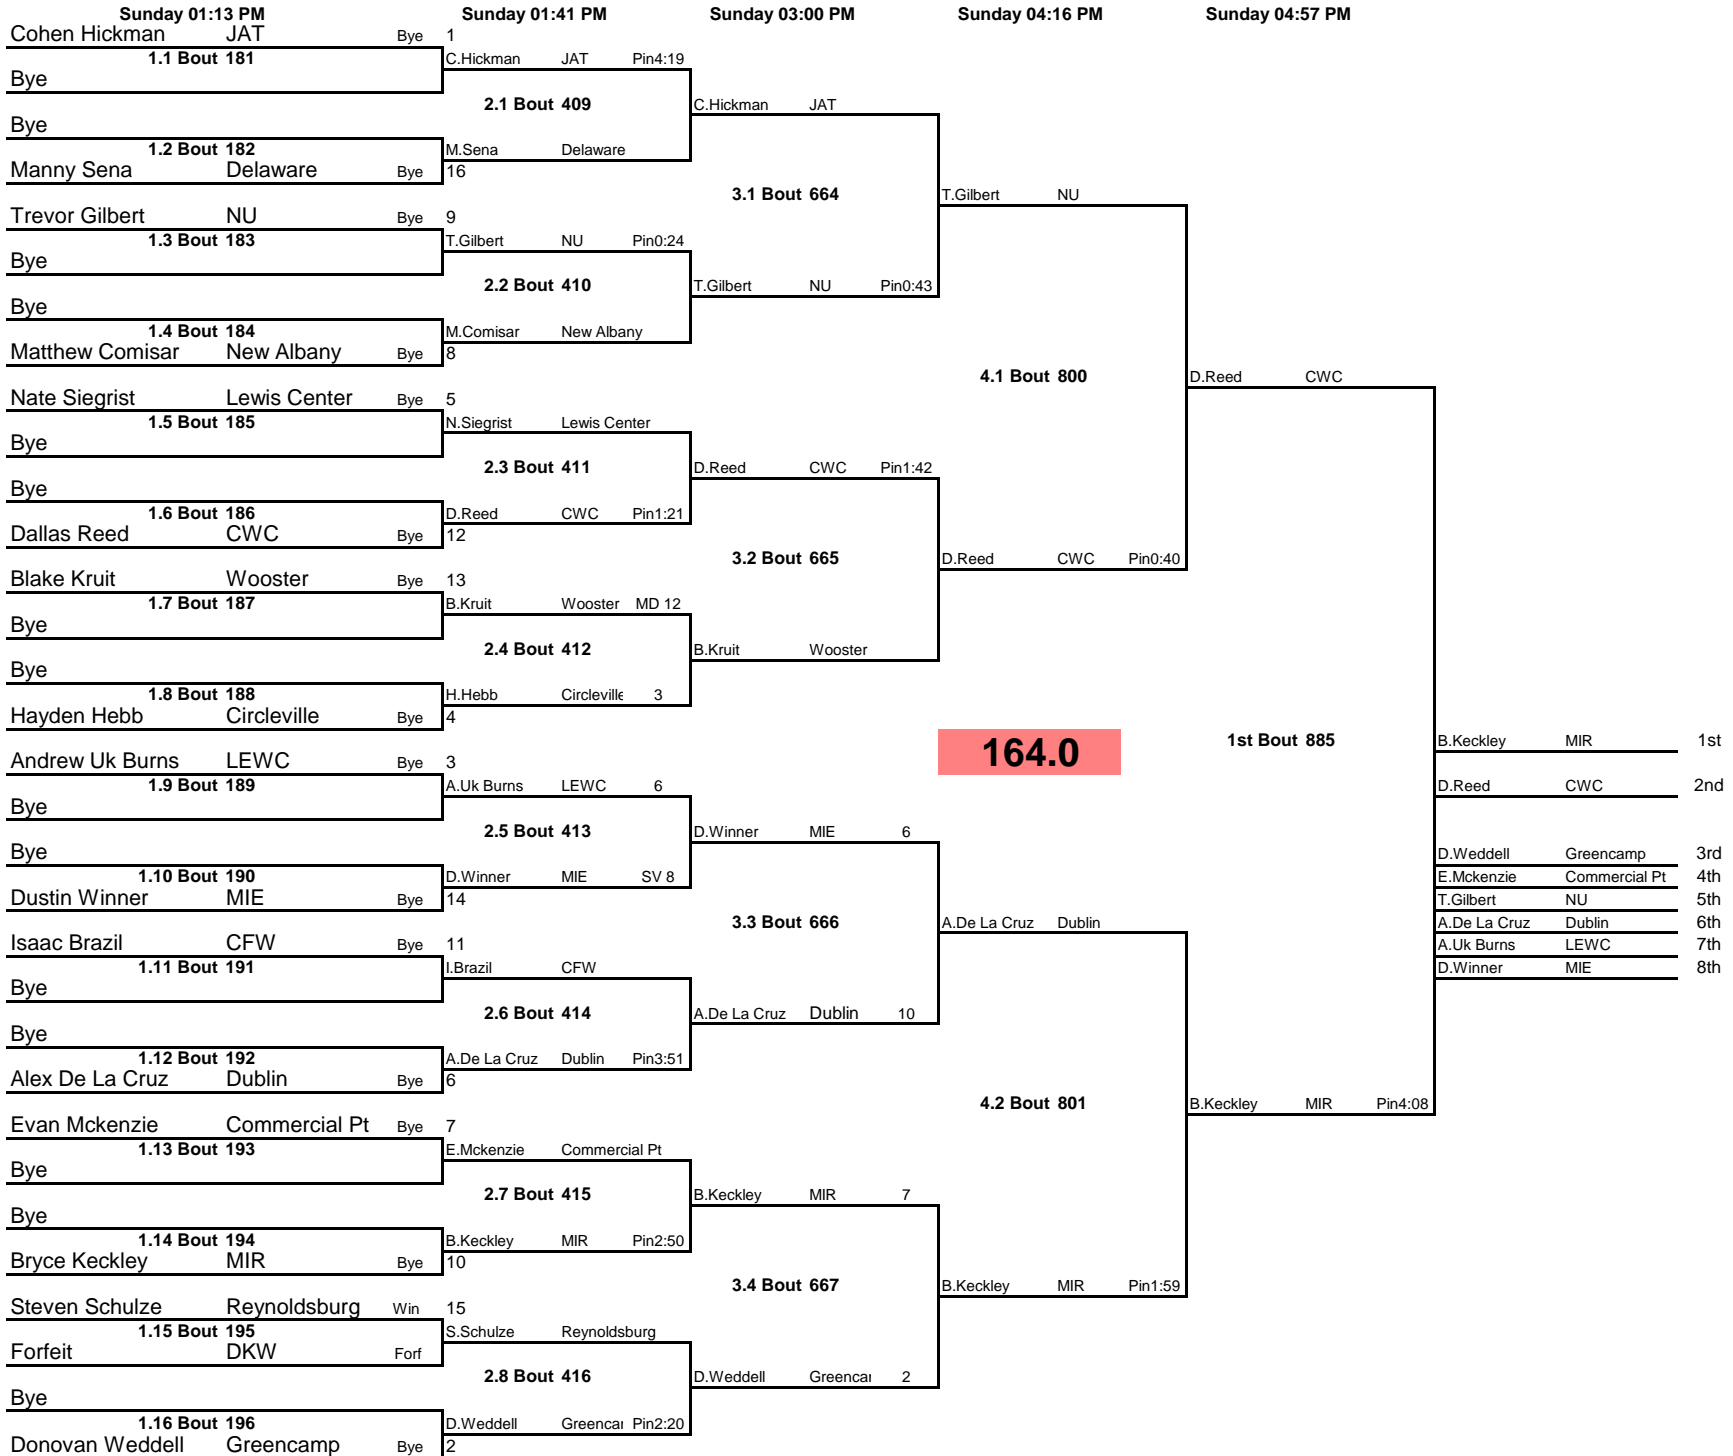 Sunday 01:13 PM Sunday 01:41 PM Sunday 03:00 PM Sunday 04:16 PM Sunday 04:57 PM
Cohen Hickman JAT Bye 1
1.1 Bout 181 C.Hickman JAT Pin4:19
Bye
2.1 Bout 409 C.Hickman JAT
Bye
1.2 Bout 182 M.Sena Delaware
Manny Sena Delaware Bye 16
3.1 Bout 664 T.Gilbert NU
Trevor Gilbert NU Bye 9
1.3 Bout 183 T.Gilbert NU Pin0:24
Bye
2.2 Bout 410 T.Gilbert NU Pin0:43
Bye
1.4 Bout 184 M.Comisar New Albany
Matthew Comisar New Albany Bye 8
4.1 Bout 800 D.Reed CWC
Nate Siegrist Lewis Center Bye 5
1.5 Bout 185 N.Siegrist Lewis Center
Bye
2.3 Bout 411 D.Reed CWC Pin1:42
Bye
1.6 Bout 186 D.Reed CWC Pin1:21
Dallas Reed CWC Bye 12
3.2 Bout 665 D.Reed CWC Pin0:40
Blake Kruit Wooster Bye 13
1.7 Bout 187 B.Kruit Wooster MD 12
Bye
2.4 Bout 412 B.Kruit Wooster
Bye
1.8 Bout 188 H.Hebb Circleville 3
Hayden Hebb Circleville Bye 4
164.0 1st Bout 885 B.Keckley MIR 1st
Andrew Uk Burns LEWC Bye 3
1.9 Bout 189 A.Uk Burns LEWC 6 D.Reed CWC 2nd
Bye
2.5 Bout 413 D.Winner MIE 6
Bye D.Weddell Greencamp 3rd
1.10 Bout 190 D.Winner MIE SV 8 E.Mckenzie Commercial Pt 4th
Dustin Winner MIE Bye 14 T.Gilbert NU 5th
3.3 Bout 666 A.De La Cruz Dublin A.De La Cruz Dublin 6th
Isaac Brazil CFW Bye 11 A.Uk Burns LEWC 7th
1.11 Bout 191 I.Brazil CFW D.Winner MIE 8th
Bye
2.6 Bout 414 A.De La Cruz Dublin 10
Bye
1.12 Bout 192 A.De La Cruz Dublin Pin3:51
Alex De La Cruz Dublin Bye 6
4.2 Bout 801 B.Keckley MIR Pin4:08
Evan Mckenzie Commercial Pt Bye 7
1.13 Bout 193 E.Mckenzie Commercial Pt
Bye
2.7 Bout 415 B.Keckley MIR 7
Bye
1.14 Bout 194 B.Keckley MIR Pin2:50
Bryce Keckley MIR Bye 10
3.4 Bout 667 B.Keckley MIR Pin1:59
Steven Schulze Reynoldsburg Win 15
1.15 Bout 195 S.Schulze Reynoldsburg
Forfeit DKW Forf
2.8 Bout 416 D.Weddell Greencar 2
Bye
1.16 Bout 196 D.Weddell Greencar Pin2:20
Donovan Weddell Greencamp Bye 2